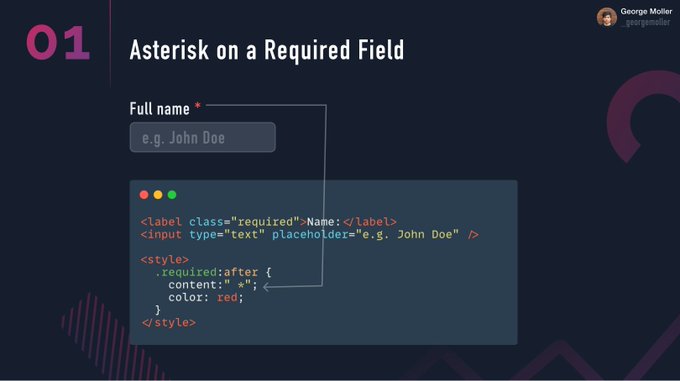 George Moller
_georgemoller
01
Asterisk on a Required Field
Full name *
e.g. John Doe
<label class="required">Name:</label>
<input type="text" placeholder="e.g. John Doe" />
<style>
.required:after {
content:" *";
color: red;
}
</style>